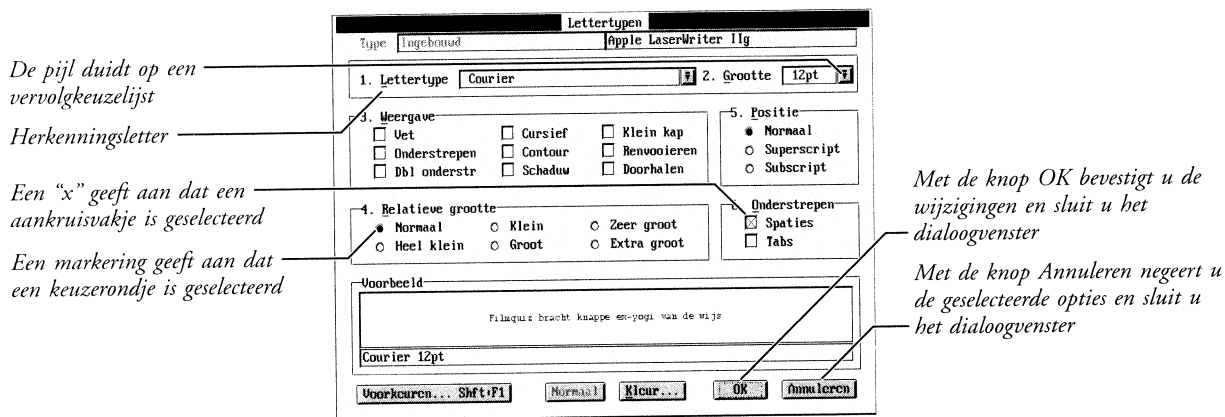 Lettertypen
Type Ingebouwd Apple LaserWriter IIg
De pijl duidt op een
vervolgkeuzelijst
1. Lettertype Courier 2. Grootte 12pt
Herkenningsletter
3. Weergave
Vet Cursief Klein kap
Onderstrepen Contour Renvooieren
Dbl onderstr Schaduw Doorhalen
5. Positie
Normaal
Superscript
Subscript
Een “x” geeft aan dat een
aankruisvakje is geselecteerd
4. Relatieve grootte
Normaal Klein Zeer groot
Heel klein Groot Extra groot
Onderstrepen
Spaties
Tabs
Een markering geeft aan dat
een keuzerondje is geselecteerd
Met de knop OK bevestigt u de
wijzigingen en sluit u het
dialoogvenster
Met de knop Annuleren negeert u
de geselecteerde opties en sluit u
het dialoogvenster
Voorbeeld
Filmquiz bracht knappe ex-yogi van de wijs
Courier 12pt
Voorkeuren... Shft+F1 Normaal Kleur... OK Annuleren